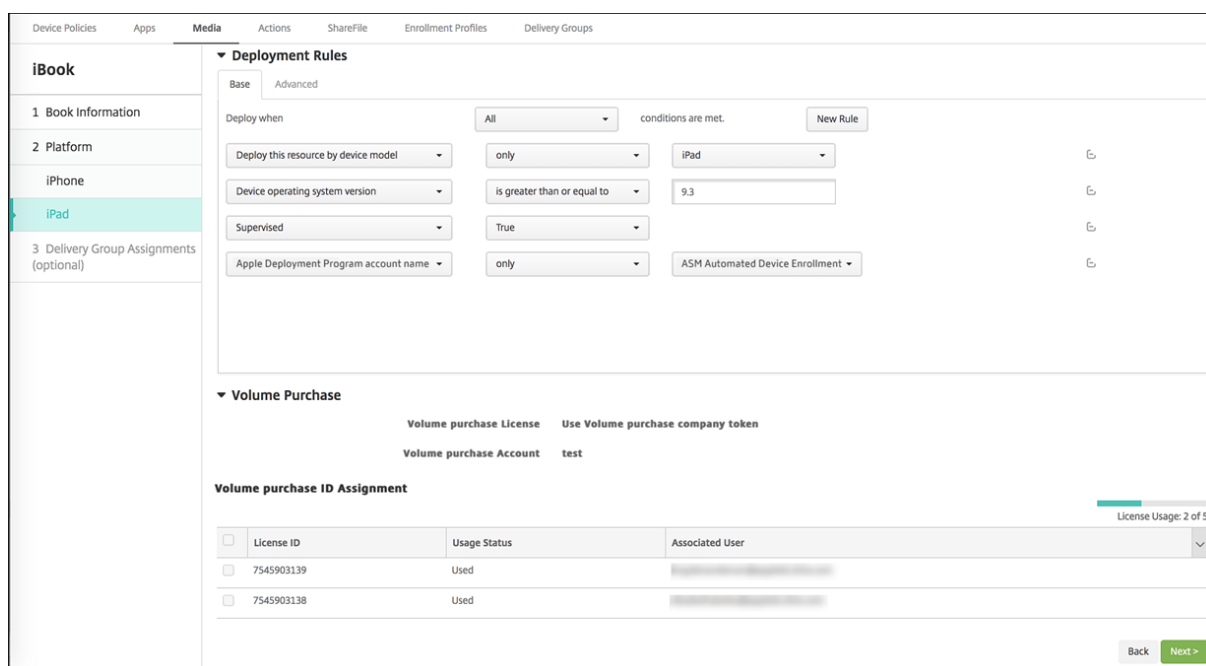 Device Policies Apps Media Actions ShareFile Enrollment Profiles Delivery Groups
iBook
1 Book Information
2 Platform
iPhone
iPad
3 Delivery Group Assignments
(optional)
Deployment Rules
Base Advanced
Deploy when All conditions are met. New Rule
Deploy this resource by device model only iPad
Device operating system version is greater than or equal to 9.3
Supervised True
Apple Deployment Program account name only ASM Automated Device Enrollment
Volume Purchase
Volume purchase License Use Volume purchase company token
Volume purchase Account test
Volume purchase ID Assignment
License Usage: 2 of 5
License ID Usage Status Associated User
7545903139 Used
7545903138 Used
Back Next >